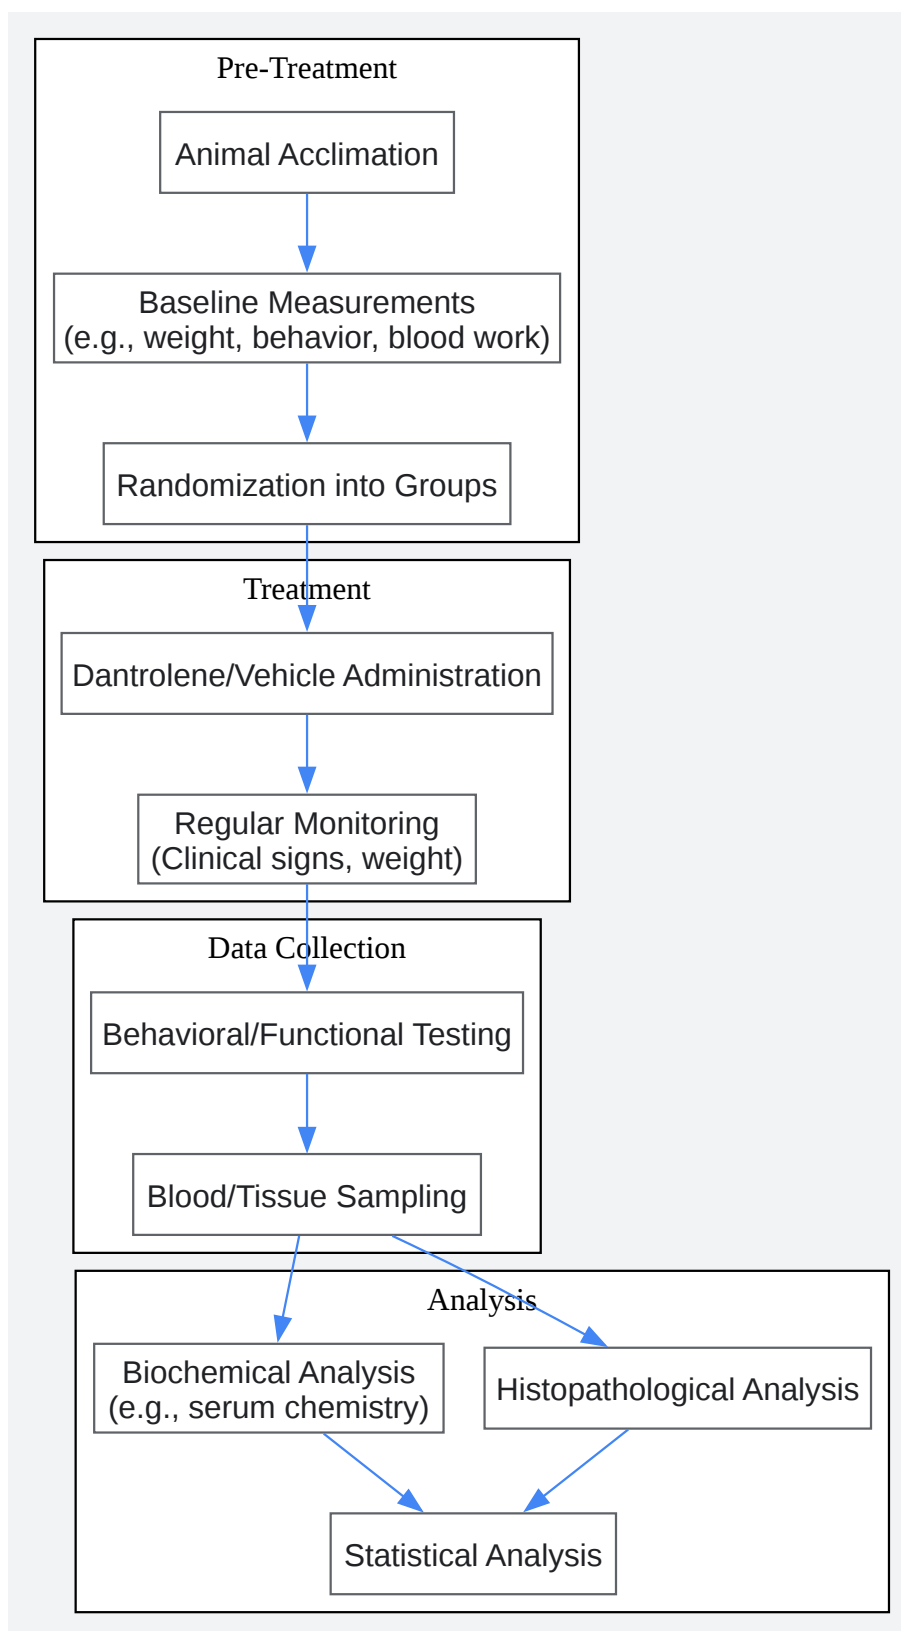 Pre-Treatment
Animal Acclimation
Baseline Measurements
(e.g., weight, behavior, blood work)
Randomization into Groups
Treatment
Dantrolene/Vehicle Administration
Regular Monitoring
(Clinical signs, weight)
Data Collection
Behavioral/Functional Testing
Blood/Tissue Sampling
Analysis
Biochemical Analysis
(e.g., serum chemistry)
Histopathological Analysis
Statistical Analysis